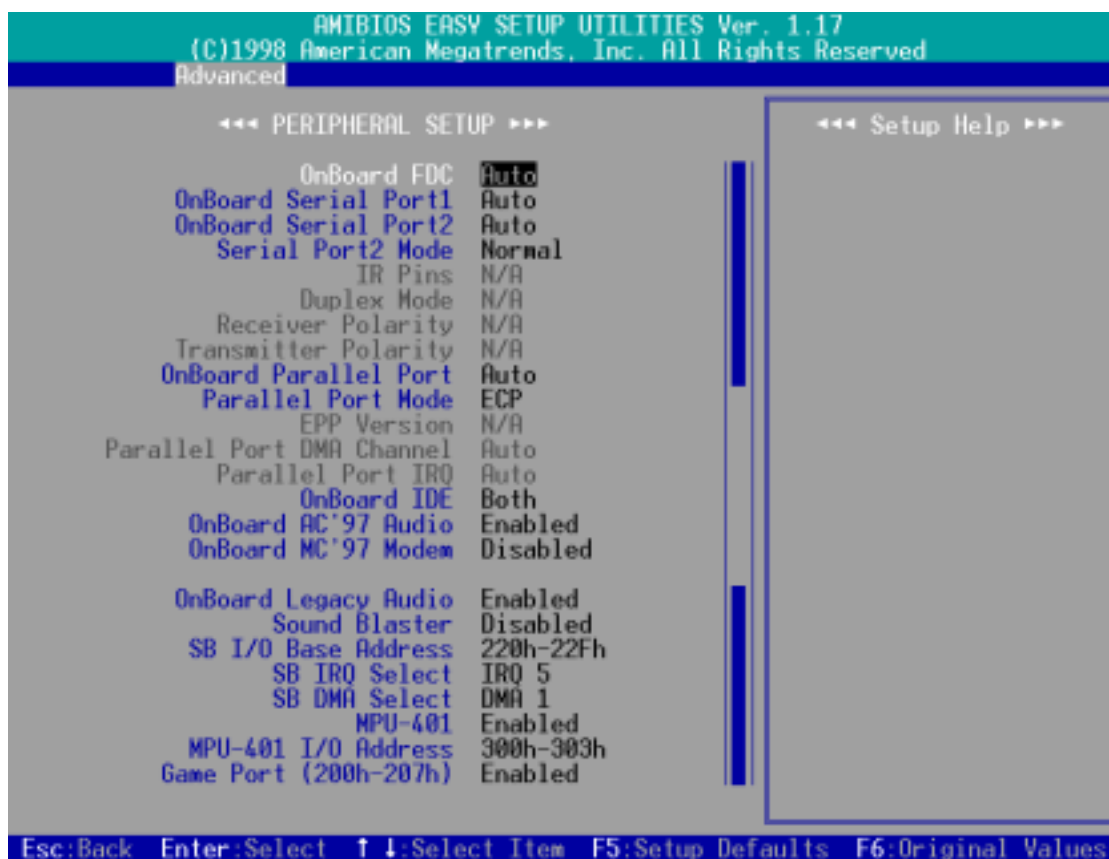 AMIBIOS EASY SETUP UTILITIES Ver. 1.17
(C)1998 American Megatrends, Inc. All Rights Reserved
Advanced
◄◄◄ PERIPHERAL SETUP ►►►
OnBoard FDC Auto
OnBoard Serial Port1 Auto
OnBoard Serial Port2 Auto
Serial Port2 Mode Normal
IR Pins N/A
Duplex Mode N/A
Receiver Polarity N/A
Transmitter Polarity N/A
OnBoard Parallel Port Auto
Parallel Port Mode ECP
EPP Version N/A
Parallel Port DMA Channel Auto
Parallel Port IRQ Auto
OnBoard IDE Both
OnBoard AC'97 Audio Enabled
OnBoard MC'97 Modem Disabled
OnBoard Legacy Audio Enabled
Sound Blaster Disabled
SB I/O Base Address 220h-22Fh
SB IRQ Select IRQ 5
SB DMA Select DMA 1
MPU-401 Enabled
MPU-401 I/O Address 300h-303h
Game Port (200h-207h) Enabled
◄◄◄ Setup Help ►►►
Esc:Back Enter:Select ↑ ↓:Select Item F5:Setup Defaults F6:Original Values